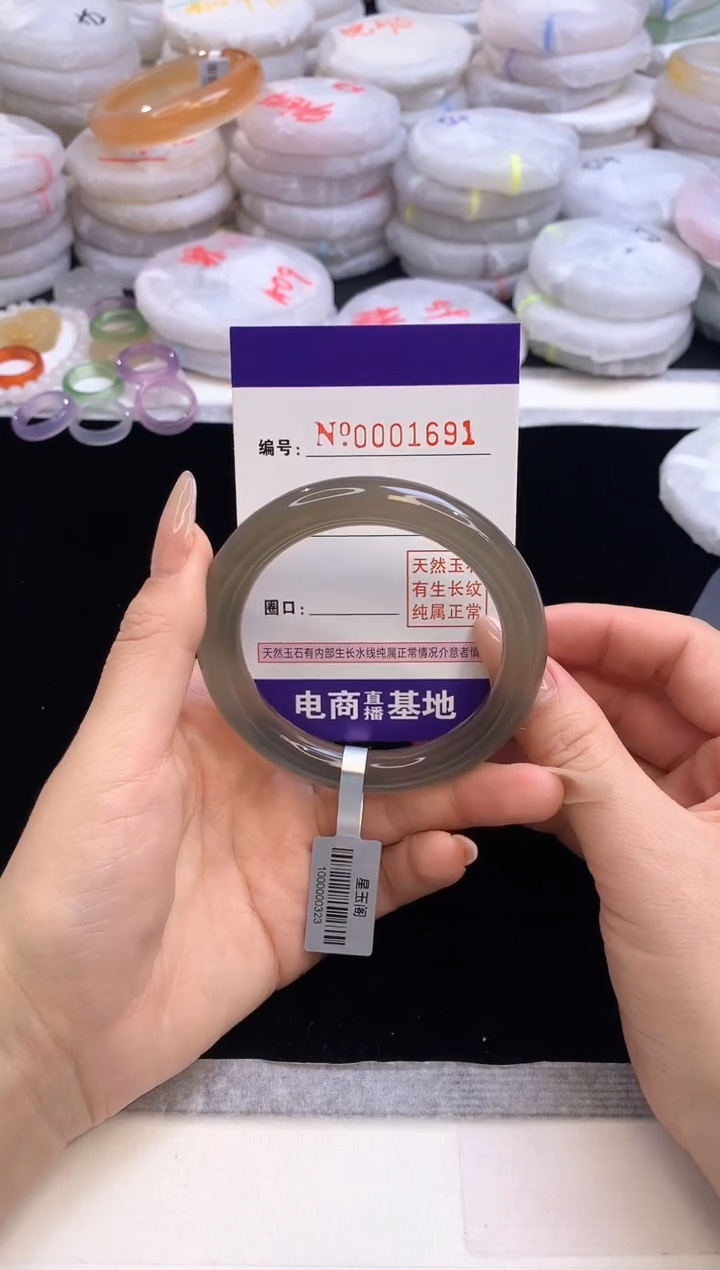 编号: №0001691
天然玉
有生长纹
纯属正常
圈口:
天然玉石有内部生长水线纯属正常情况介意者慎
电商直播基地
星玉阁
1000000323